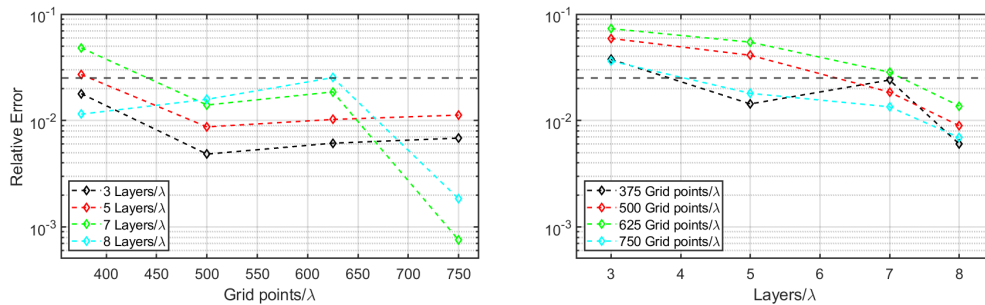 Relative Error
10^-1
10^-2
10^-3
3 Layers/λ
5 Layers/λ
7 Layers/λ
8 Layers/λ
400 450 500 550 600 650 700 750
Grid points/λ
10^-1
10^-2
10^-3
375 Grid points/λ
500 Grid points/λ
625 Grid points/λ
750 Grid points/λ
3 4 5 6 7 8
Layers/λ